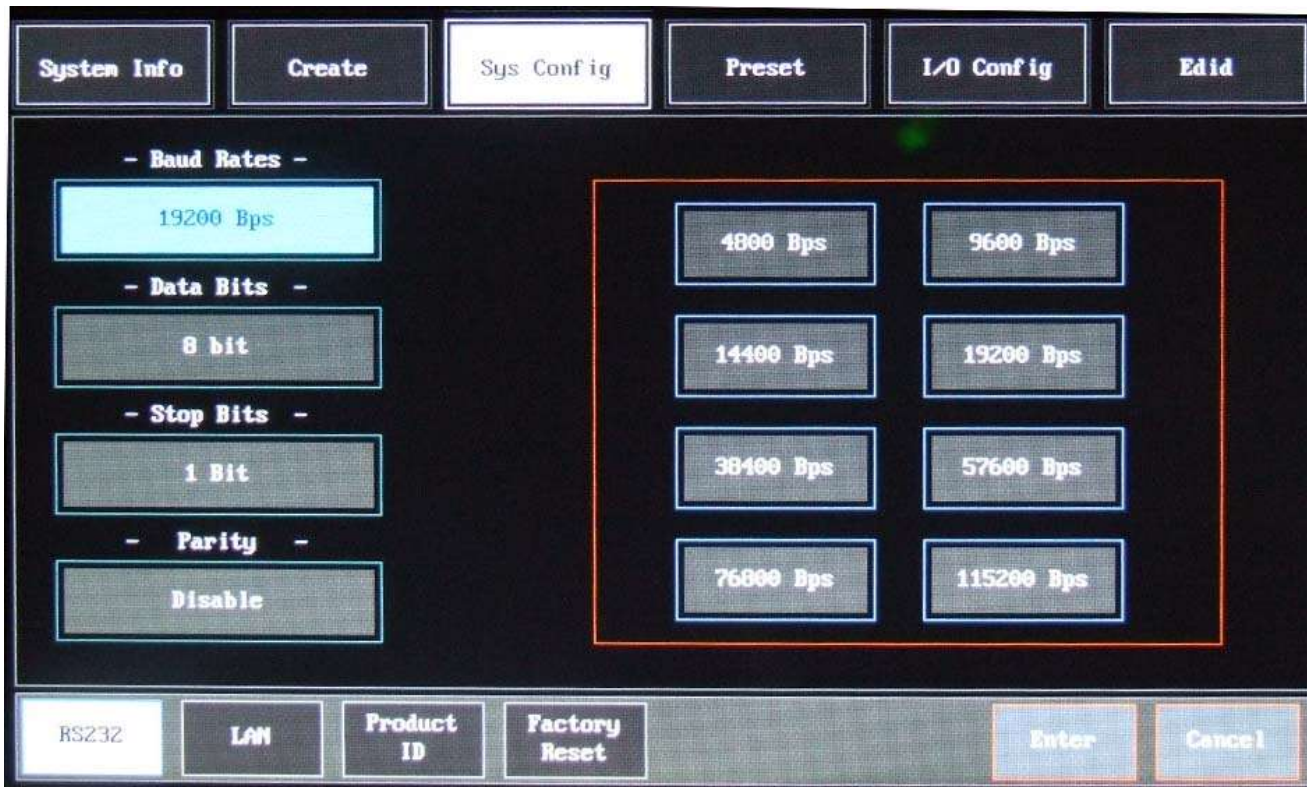 System Info
Create
Sys Config
Preset
I/O Config
Edid
- Baud Rates -
19200 Bps
- Data Bits -
8 bit
- Stop Bits -
1 Bit
- Parity -
Disable
4800 Bps
9600 Bps
14400 Bps
19200 Bps
38400 Bps
57600 Bps
76800 Bps
115200 Bps
RS232
LAN
Product
ID
Factory
Reset
Enter
Cancel